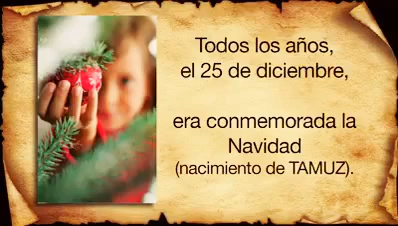 Todos los años,
el 25 de diciembre,
era conmemorada la
Navidad
(nacimiento de TAMUZ).